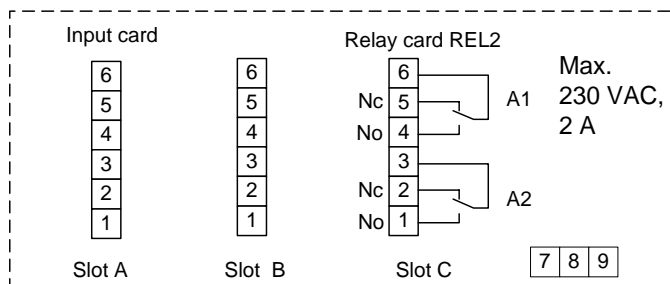 Input card
6
5
4
3
2
1
Slot A
6
5
4
3
2
1
Slot B
Relay card REL2
6
Nc 5
No 4
3
Nc 2
No 1
A1
A2
Slot C
Max.
230 VAC,
2 A
7 8 9